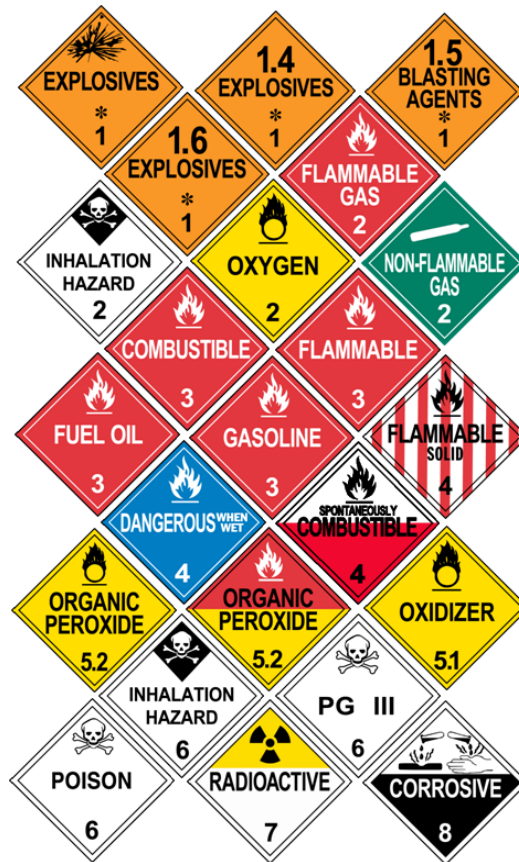 EXPLOSIVES
*
1
1.4
EXPLOSIVES
*
1
1.5
BLASTING
AGENTS
*
1
1.6
EXPLOSIVES
*
1
FLAMMABLE
GAS
2
INHALATION
HAZARD
2
OXYGEN
2
NON-FLAMMABLE
GAS
2
COMBUSTIBLE
3
FLAMMABLE
3
FUEL OIL
3
GASOLINE
3
FLAMMABLE
SOLID
4
DANGEROUS WHEN
WET
4
SPONTANEOUSLY
COMBUSTIBLE
4
ORGANIC
PEROXIDE
5.2
ORGANIC
PEROXIDE
5.2
OXIDIZER
5.1
INHALATION
HAZARD
6
PG III
6
POISON
6
RADIOACTIVE
7
CORROSIVE
8